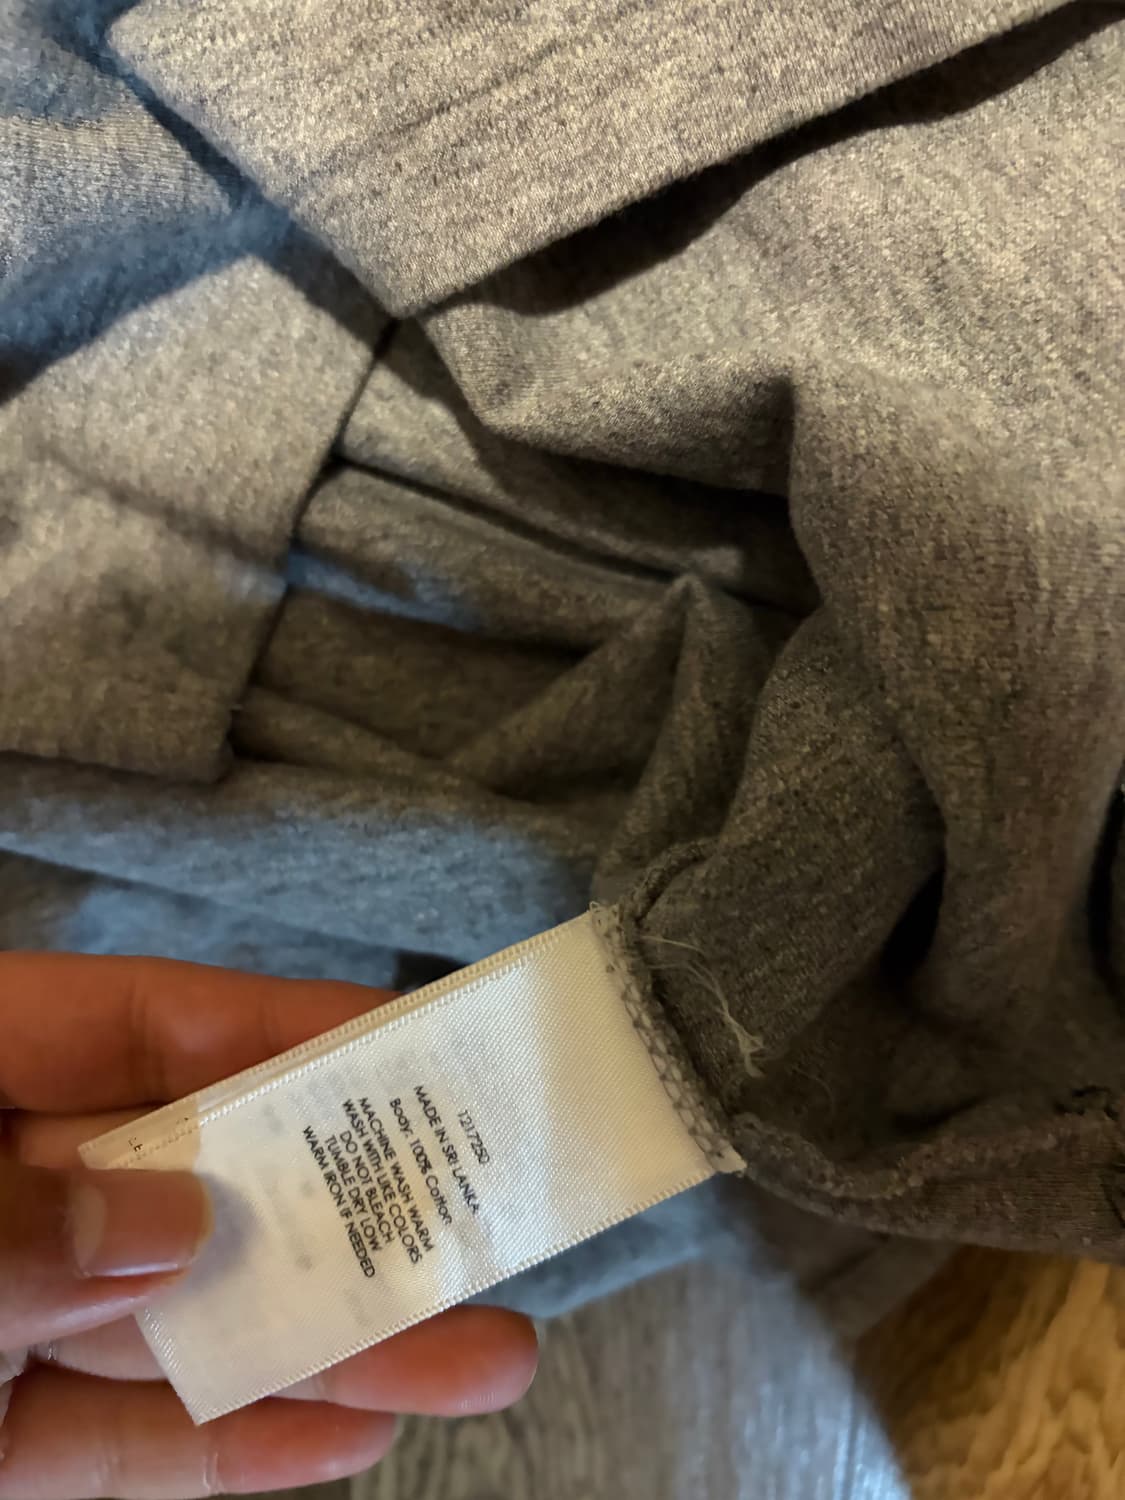 1217250
MADE IN SRI LANKA
Body: 100% Cotton
MACHINE WASH WARM
WASH WITH LIKE COLORS
DO NOT BLEACH
TUMBLE DRY LOW
WARM IRON IF NEEDED